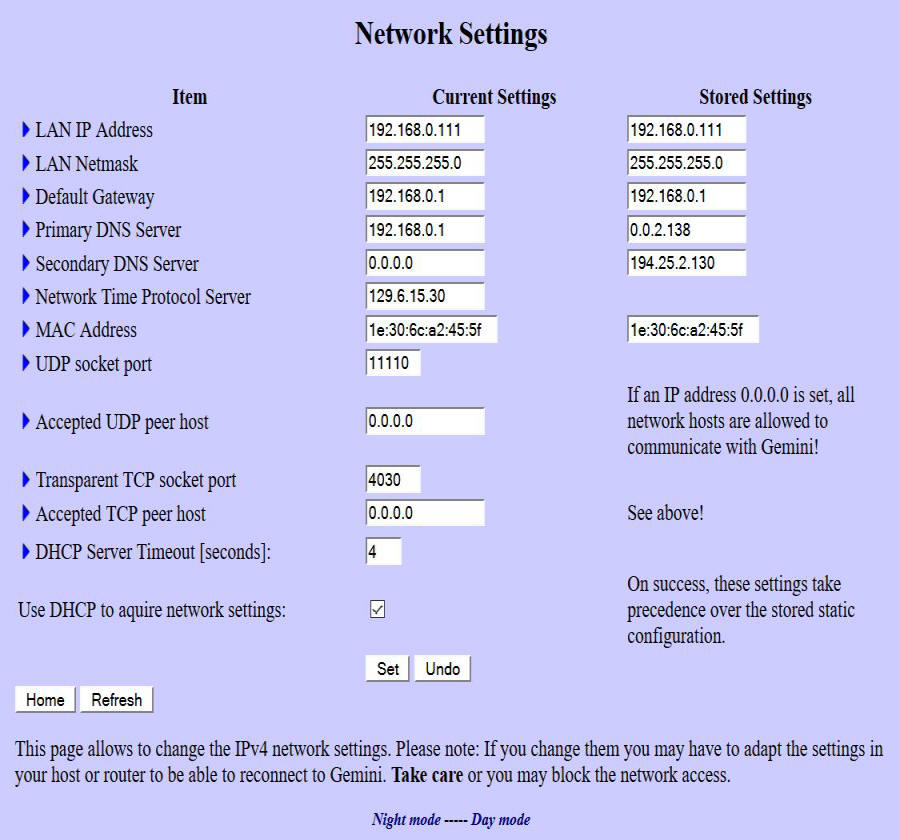 Network Settings
Item Current Settings Stored Settings
LAN IP Address 192.168.0.111 192.168.0.111
LAN Netmask 255.255.255.0 255.255.255.0
Default Gateway 192.168.0.1 192.168.0.1
Primary DNS Server 192.168.0.1 0.0.2.138
Secondary DNS Server 0.0.0.0 194.25.2.130
Network Time Protocol Server 129.6.15.30
MAC Address 1e:30:6c:a2:45:5f 1e:30:6c:a2:45:5f
UDP socket port 11110
Accepted UDP peer host 0.0.0.0
If an IP address 0.0.0.0 is set, all
network hosts are allowed to
communicate with Gemini!
Transparent TCP socket port 4030
Accepted TCP peer host 0.0.0.0 See above!
DHCP Server Timeout [seconds]: 4
Use DHCP to aquire network settings:
On success, these settings take
precedence over the stored static
configuration.
Set Undo
Home Refresh
This page allows to change the IPv4 network settings. Please note: If you change them you may have to adapt the settings in
your host or router to be able to reconnect to Gemini. Take care or you may block the network access.
Night mode ----- Day mode